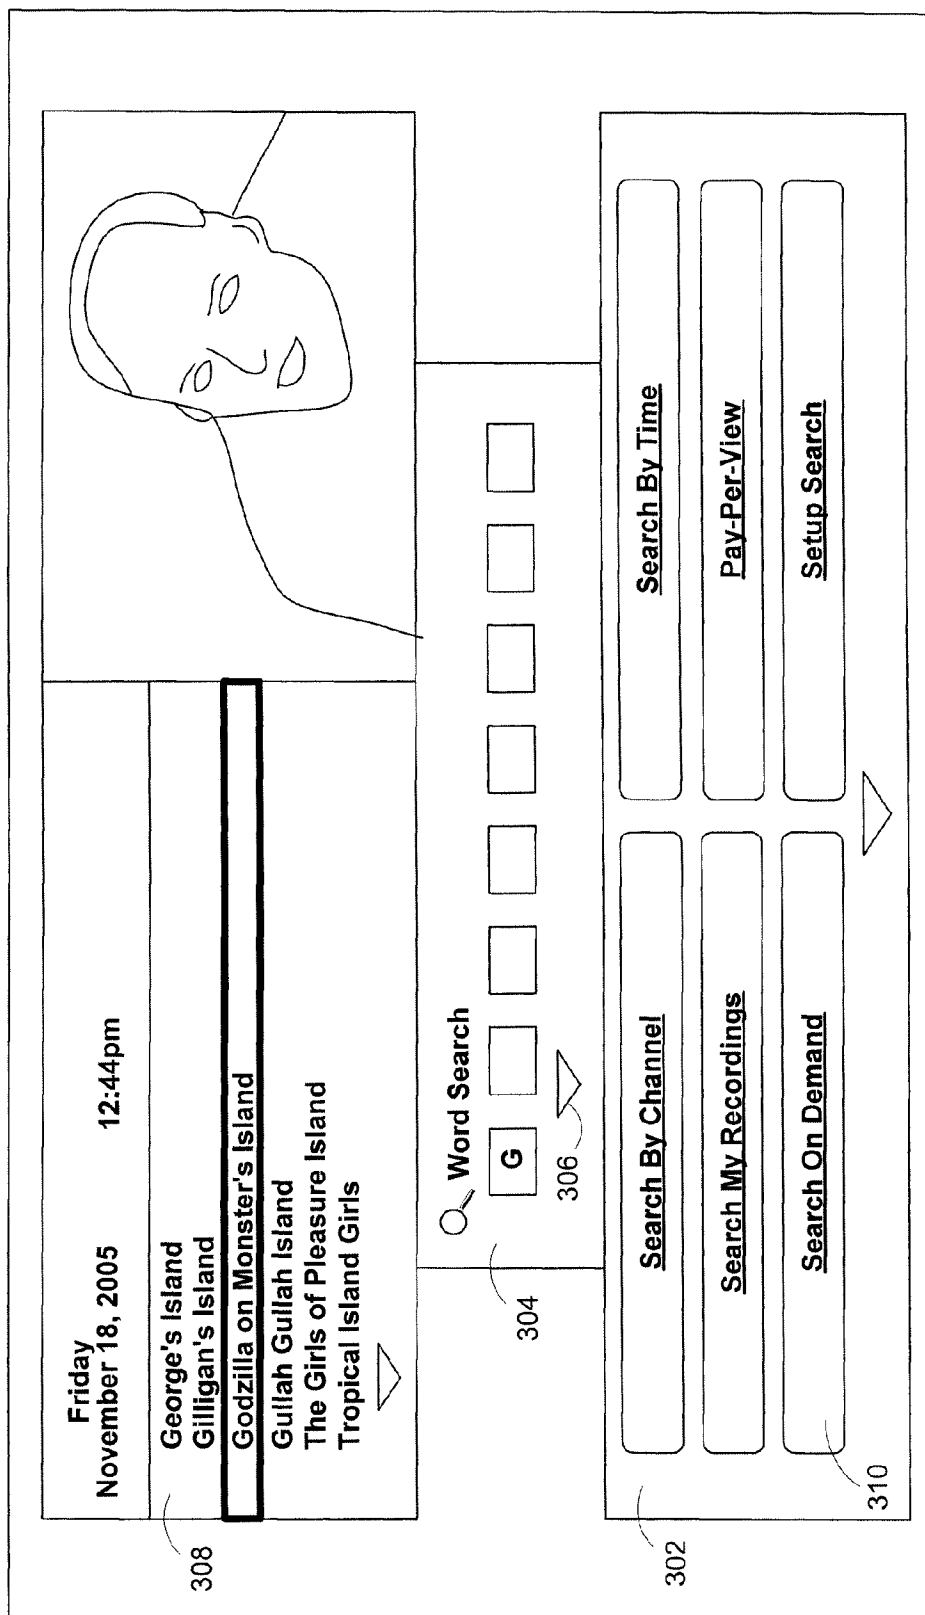 Friday
November 18, 2005 12:44pm
George's Island
Gilligan's Island
Godzilla on Monster's Island
Gullah Gullah Island
The Girls of Pleasure Island
Tropical Island Girls
308
Word Search
G
304
306
Search By Channel
Search By Time
Search My Recordings
Pay-Per-View
Search On Demand
Setup Search
302
310